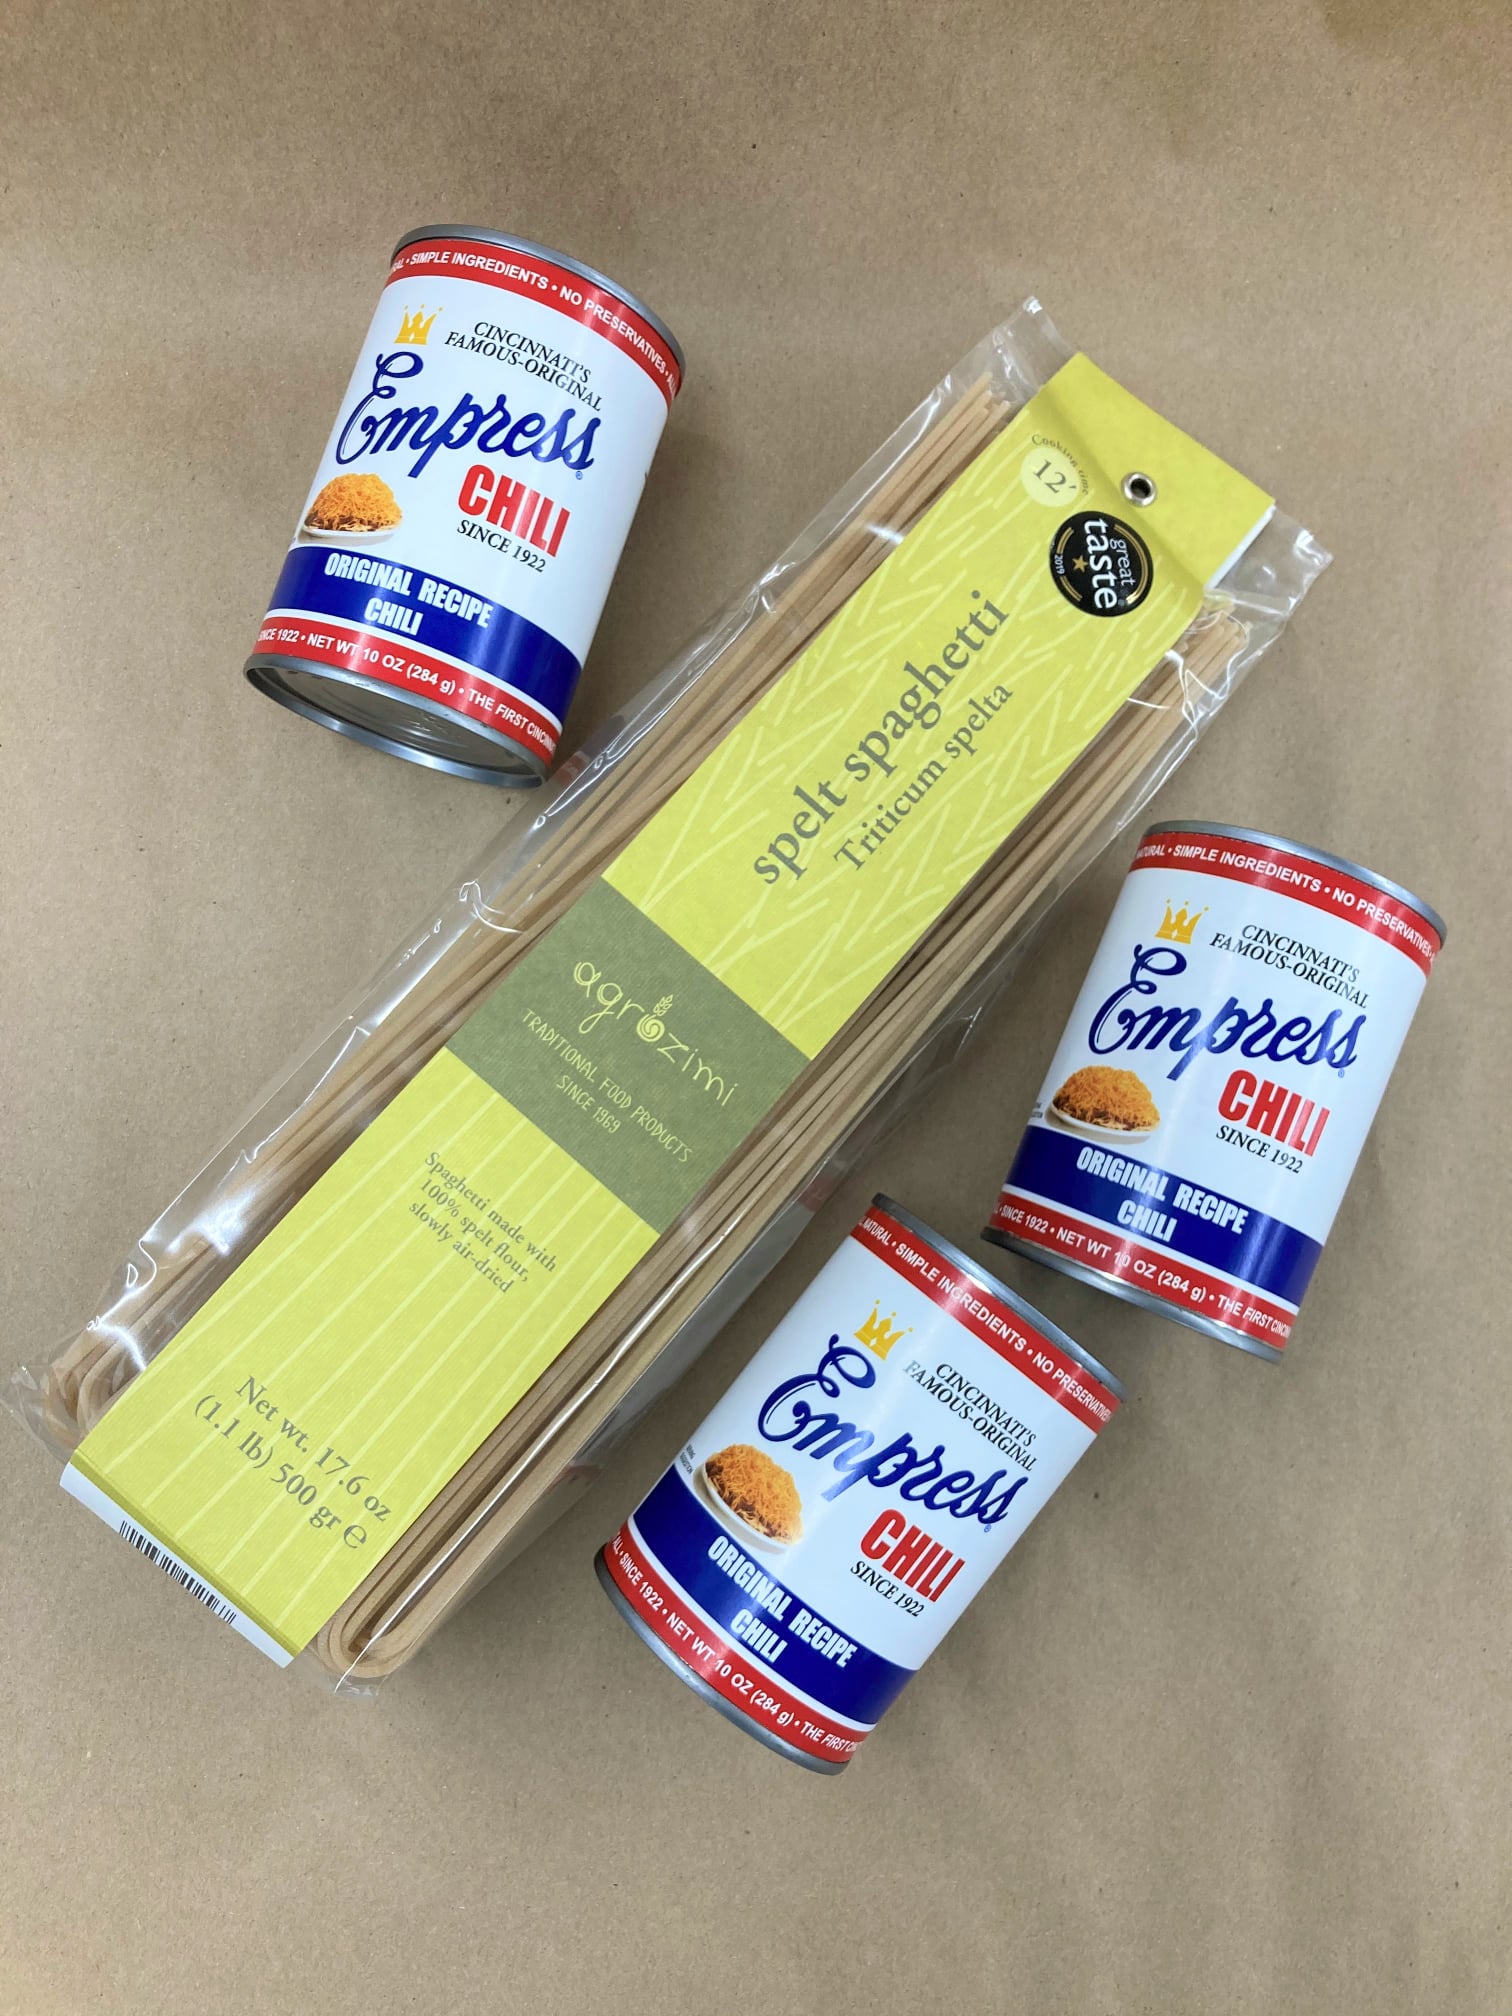 AL • SIMPLE INGREDIENTS • NO PRESERVATIVES • AL
CINCINNATI'S
FAMOUS-ORIGINAL
Empress®
CHILI
SINCE 1922
ORIGINAL RECIPE
CHILI
SINCE 1922 • NET WT 10 OZ (284 g) • THE FIRST CINCIN
Cooking time
12'
great
taste
2019
spelt spaghetti
Triticum spelta
agrozimi
TRADITIONAL FOOD PRODUCTS
SINCE 1969
Spaghetti made with
100% spelt flour,
slowly air-dried
Net wt. 17.6 oz
(1.1 lb) 500 gr ℮
NATURAL • SIMPLE INGREDIENTS • NO PRESERVATIVES •
CINCINNATI'S
FAMOUS-ORIGINAL
Empress®
CHILI
SINCE 1922
ORIGINAL RECIPE
CHILI
L • SINCE 1922 • NET WT 10 OZ (284 g) • THE FIRST CINCIN
NATURAL • SIMPLE INGREDIENTS • NO PRESERVATIVES
CINCINNATI'S
FAMOUS-ORIGINAL
Empress®
CHILI
SINCE 1922
ORIGINAL RECIPE
CHILI
ALL • SINCE 1922 • NET WT 10 OZ (284 g) • THE FIRST C